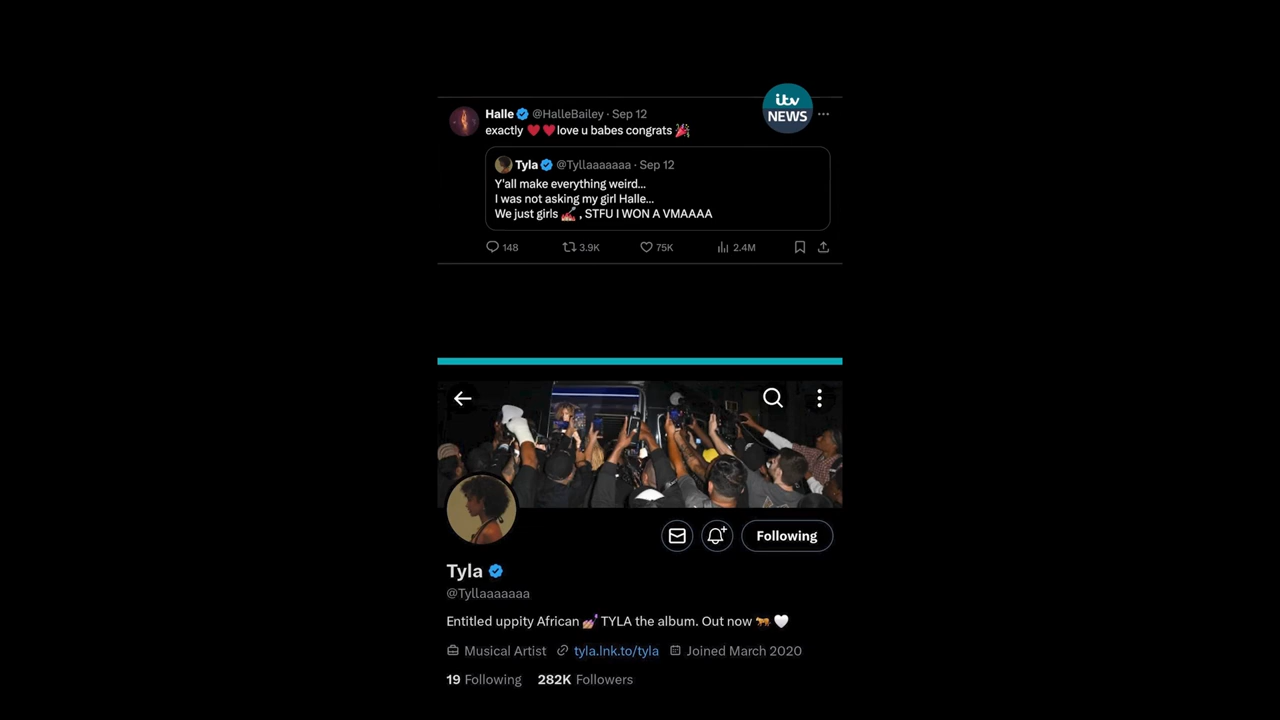 itv
NEWS
Halle @HalleBailey · Sep 12
exactly ❤️❤️love u babes congrats 🎉
Tyla @Tyllaaaaaaa · Sep 12
Y'all make everything weird...
I was not asking my girl Halle...
We just girls 💅🏽 , STFU I WON A VMAAAA
148 3.9K 75K 2.4M
Following
Tyla
@Tyllaaaaaaa
Entitled uppity African 💅🏽 TYLA the album. Out now 🐆 🤍
Musical Artist tyla.lnk.to/tyla Joined March 2020
19 Following 282K Followers